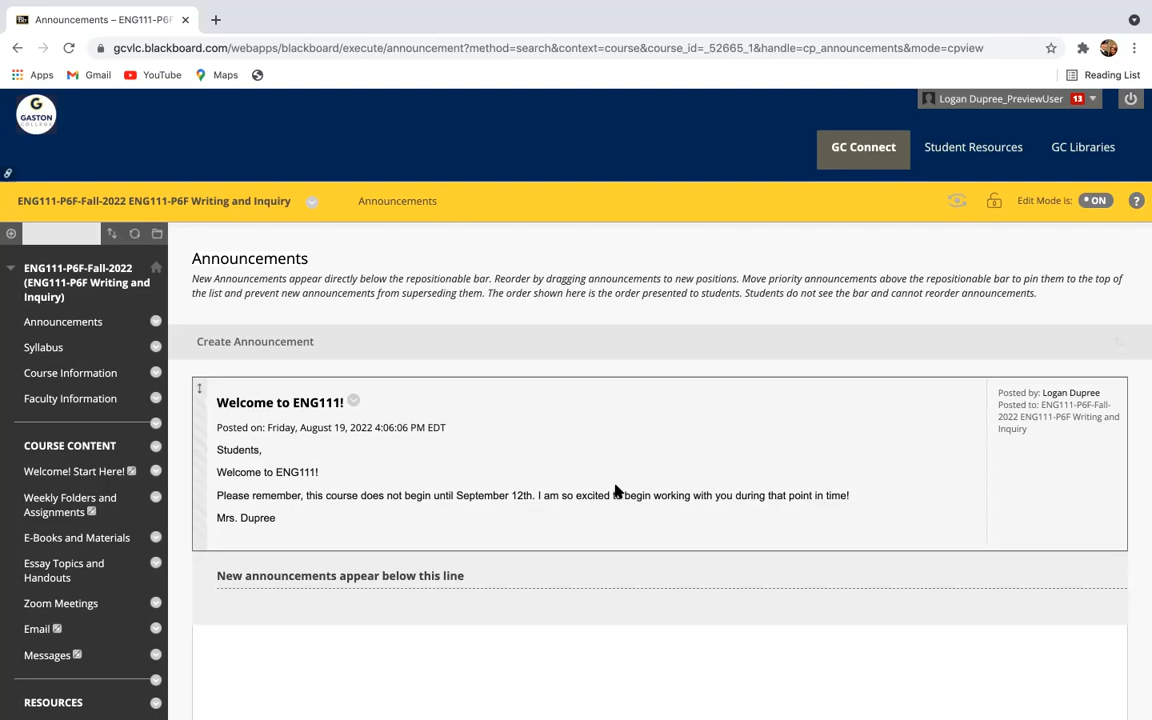 Announcements – ENG111-P6F
gcvlc.blackboard.com/webapps/blackboard/execute/announcement?method=search&context=course&course_id=_52665_1&handle=cp_announcements&mode=cpview
Apps
Gmail
YouTube
Maps
Reading List
G
GASTON
COLLEGE
Logan Dupree_PreviewUser
13
GC Connect
Student Resources
GC Libraries
ENG111-P6F-Fall-2022 ENG111-P6F Writing and Inquiry
Announcements
Edit Mode is:
ON
?
ENG111-P6F-Fall-2022
(ENG111-P6F Writing and
Inquiry)
Announcements
Syllabus
Course Information
Faculty Information
COURSE CONTENT
Welcome! Start Here!
Weekly Folders and
Assignments
E-Books and Materials
Essay Topics and
Handouts
Zoom Meetings
Email
Messages
RESOURCES
Announcements
New Announcements appear directly below the repositionable bar. Reorder by dragging announcements to new positions. Move priority announcements above the repositionable bar to pin them to the top of
the list and prevent new announcements from superseding them. The order shown here is the order presented to students. Students do not see the bar and cannot reorder announcements.
Create Announcement
Welcome to ENG111!
Posted on: Friday, August 19, 2022 4:06:06 PM EDT
Students,
Welcome to ENG111!
Please remember, this course does not begin until September 12th. I am so excited to begin working with you during that point in time!
Mrs. Dupree
Posted by: Logan Dupree
Posted to: ENG111-P6F-Fall-
2022 ENG111-P6F Writing and
Inquiry
New announcements appear below this line